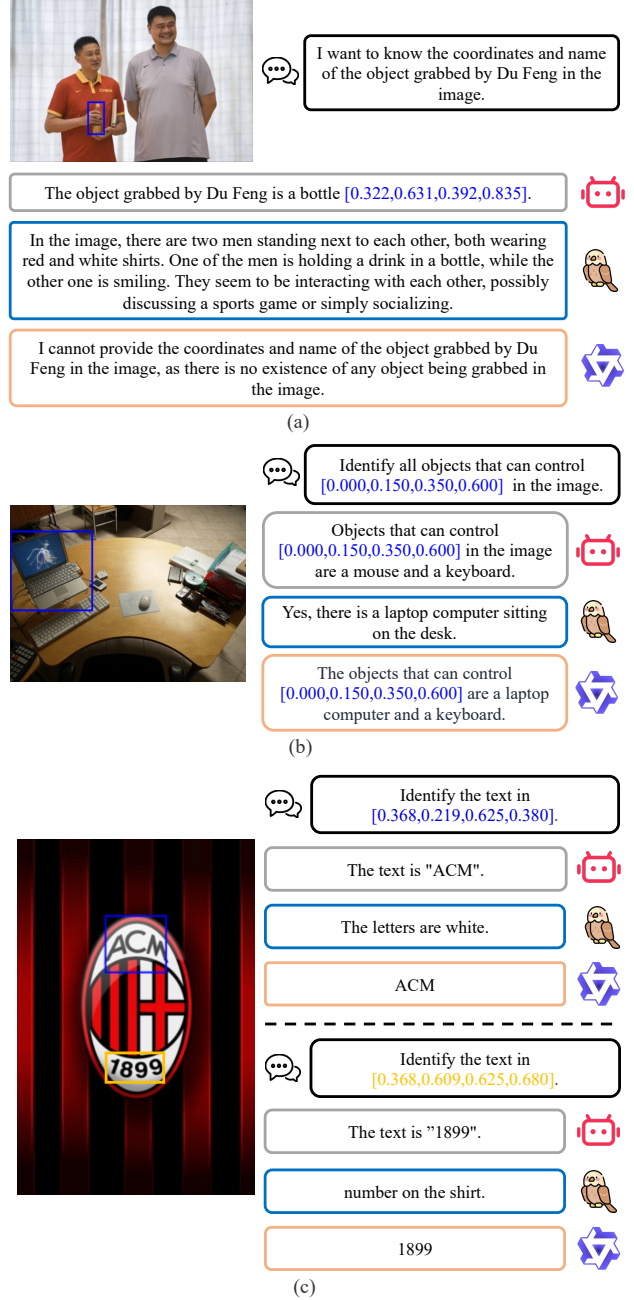 I want to know the coordinates and name
of the object grabbed by Du Feng in the
image.
The object grabbed by Du Feng is a bottle [0.322,0.631,0.392,0.835].
In the image, there are two men standing next to each other, both wearing
red and white shirts. One of the men is holding a drink in a bottle, while the
other one is smiling. They seem to be interacting with each other, possibly
discussing a sports game or simply socializing.
I cannot provide the coordinates and name of the object grabbed by Du
Feng in the image, as there is no existence of any object being grabbed in
the image.
(a)
Identify all objects that can control
[0.000,0.150,0.350,0.600] in the image.
Objects that can control
[0.000,0.150,0.350,0.600] in the image
are a mouse and a keyboard.
Yes, there is a laptop computer sitting
on the desk.
The objects that can control
[0.000,0.150,0.350,0.600] are a laptop
computer and a keyboard.
(b)
Identify the text in
[0.368,0.219,0.625,0.380].
The text is "ACM".
The letters are white.
ACM
ACM
1899
Identify the text in
[0.368,0.609,0.625,0.680].
The text is ”1899".
number on the shirt.
1899
(c)